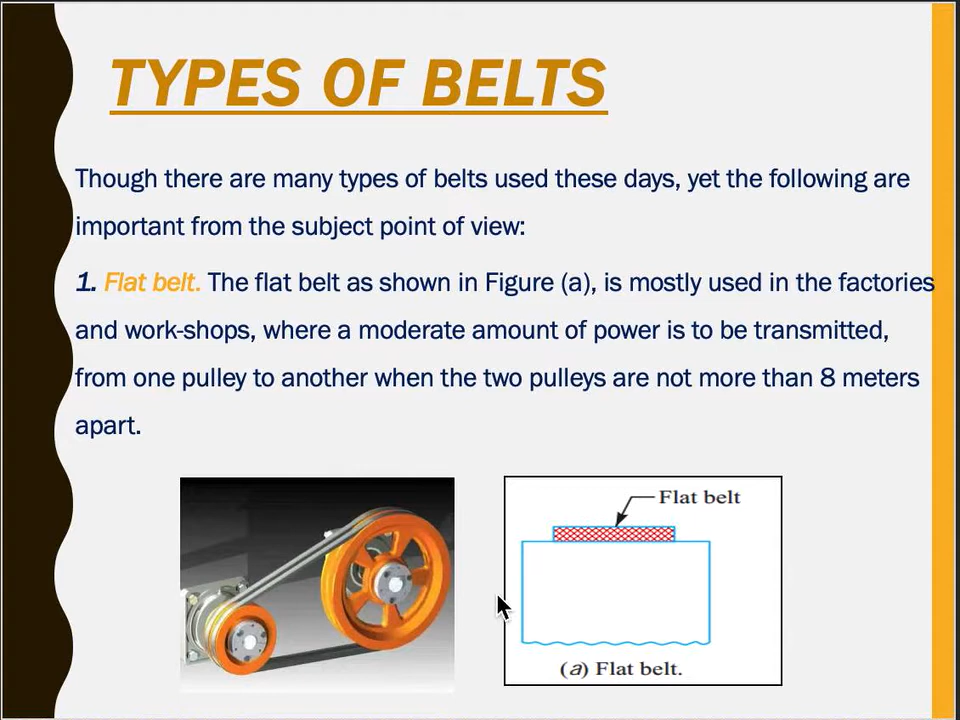 TYPES OF BELTS
Though there are many types of belts used these days, yet the following are
important from the subject point of view:
1. Flat belt. The flat belt as shown in Figure (a), is mostly used in the factories
and work-shops, where a moderate amount of power is to be transmitted,
from one pulley to another when the two pulleys are not more than 8 meters
apart.
Flat belt
(a) Flat belt.